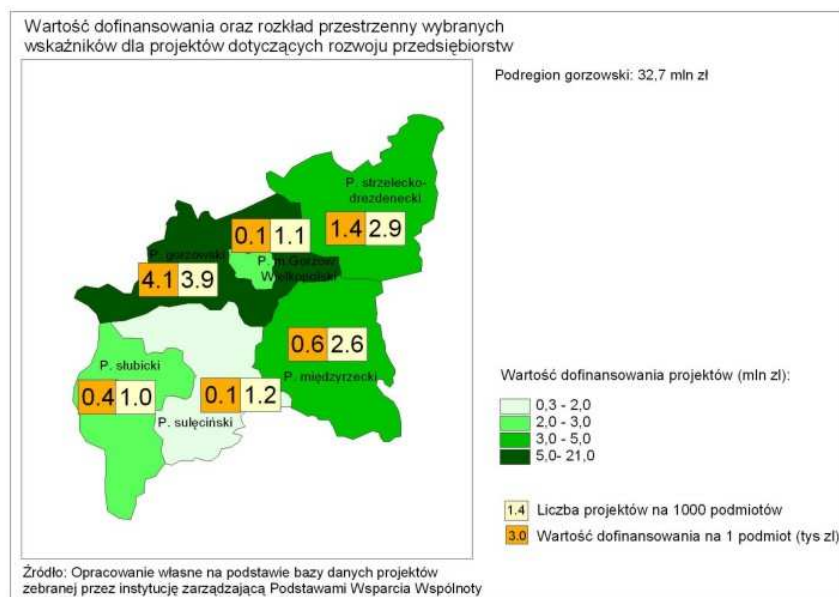 Wartość dofinansowania oraz rozkład przestrzenny wybranych
wskaźników dla projektów dotyczących rozwoju przedsiębiorstw
Podregion gorzowski: 32,7 mln zł
P. strzelecko-
drezdenecki
0.1 1.1
1.4 2.9
P. gorzowski
P. m.Gorzów
Wielkopolski
4.1 3.9
0.6 2.6
P. słubicki
P. międzyrzecki
0.4 1.0
0.1 1.2
P. sulęciński
Wartość dofinansowania projektów (mln zl):
0,3 - 2,0
2,0 - 3,0
3,0 - 5,0
5,0- 21,0
1.4 Liczba projektów na 1000 podmiotów
3.0 Wartość dofinansowania na 1 podmiot (tys zl)
Źródło: Opracowanie własne na podstawie bazy danych projektów
zebranej przez instytucję zarządzającą Podstawami Wsparcia Wspólnoty